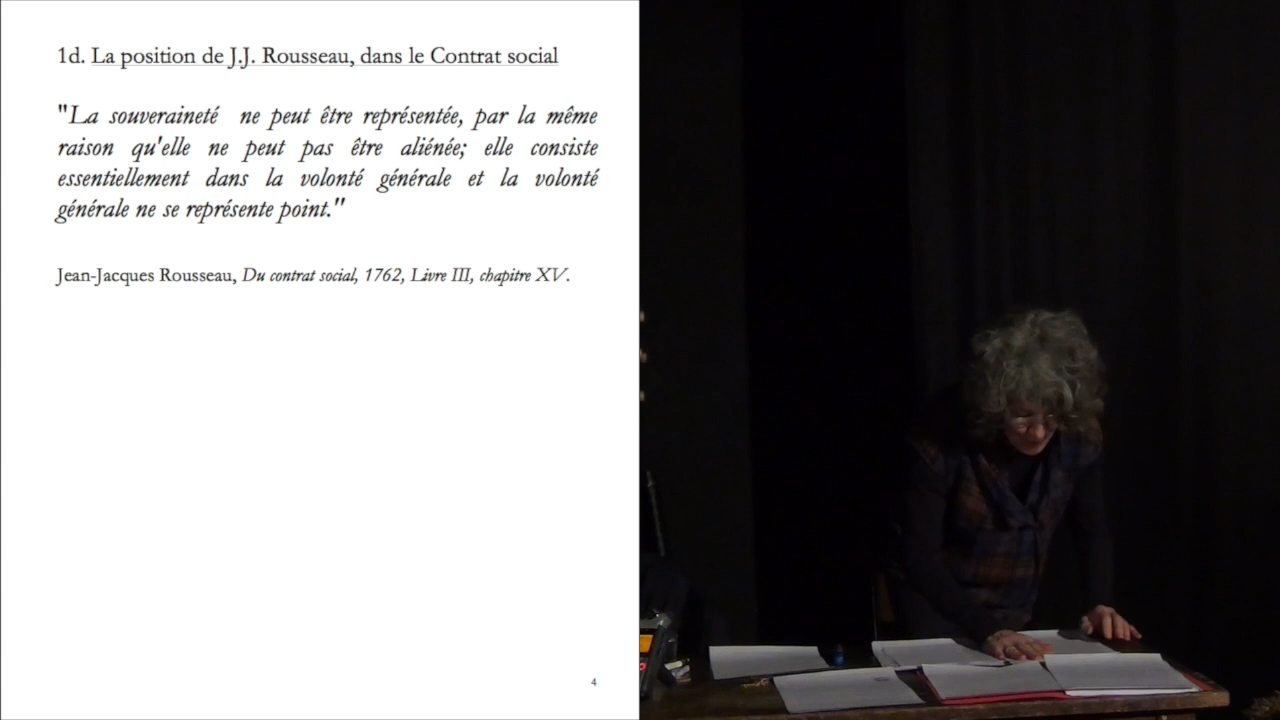 1d. La position de J.J. Rousseau, dans le Contrat social
"La souveraineté ne peut être représentée, par la même
raison qu'elle ne peut pas être aliénée; elle consiste
essentiellement dans la volonté générale et la volonté
générale ne se représente point."
Jean-Jacques Rousseau, Du contrat social, 1762, Livre III, chapitre XV.
4